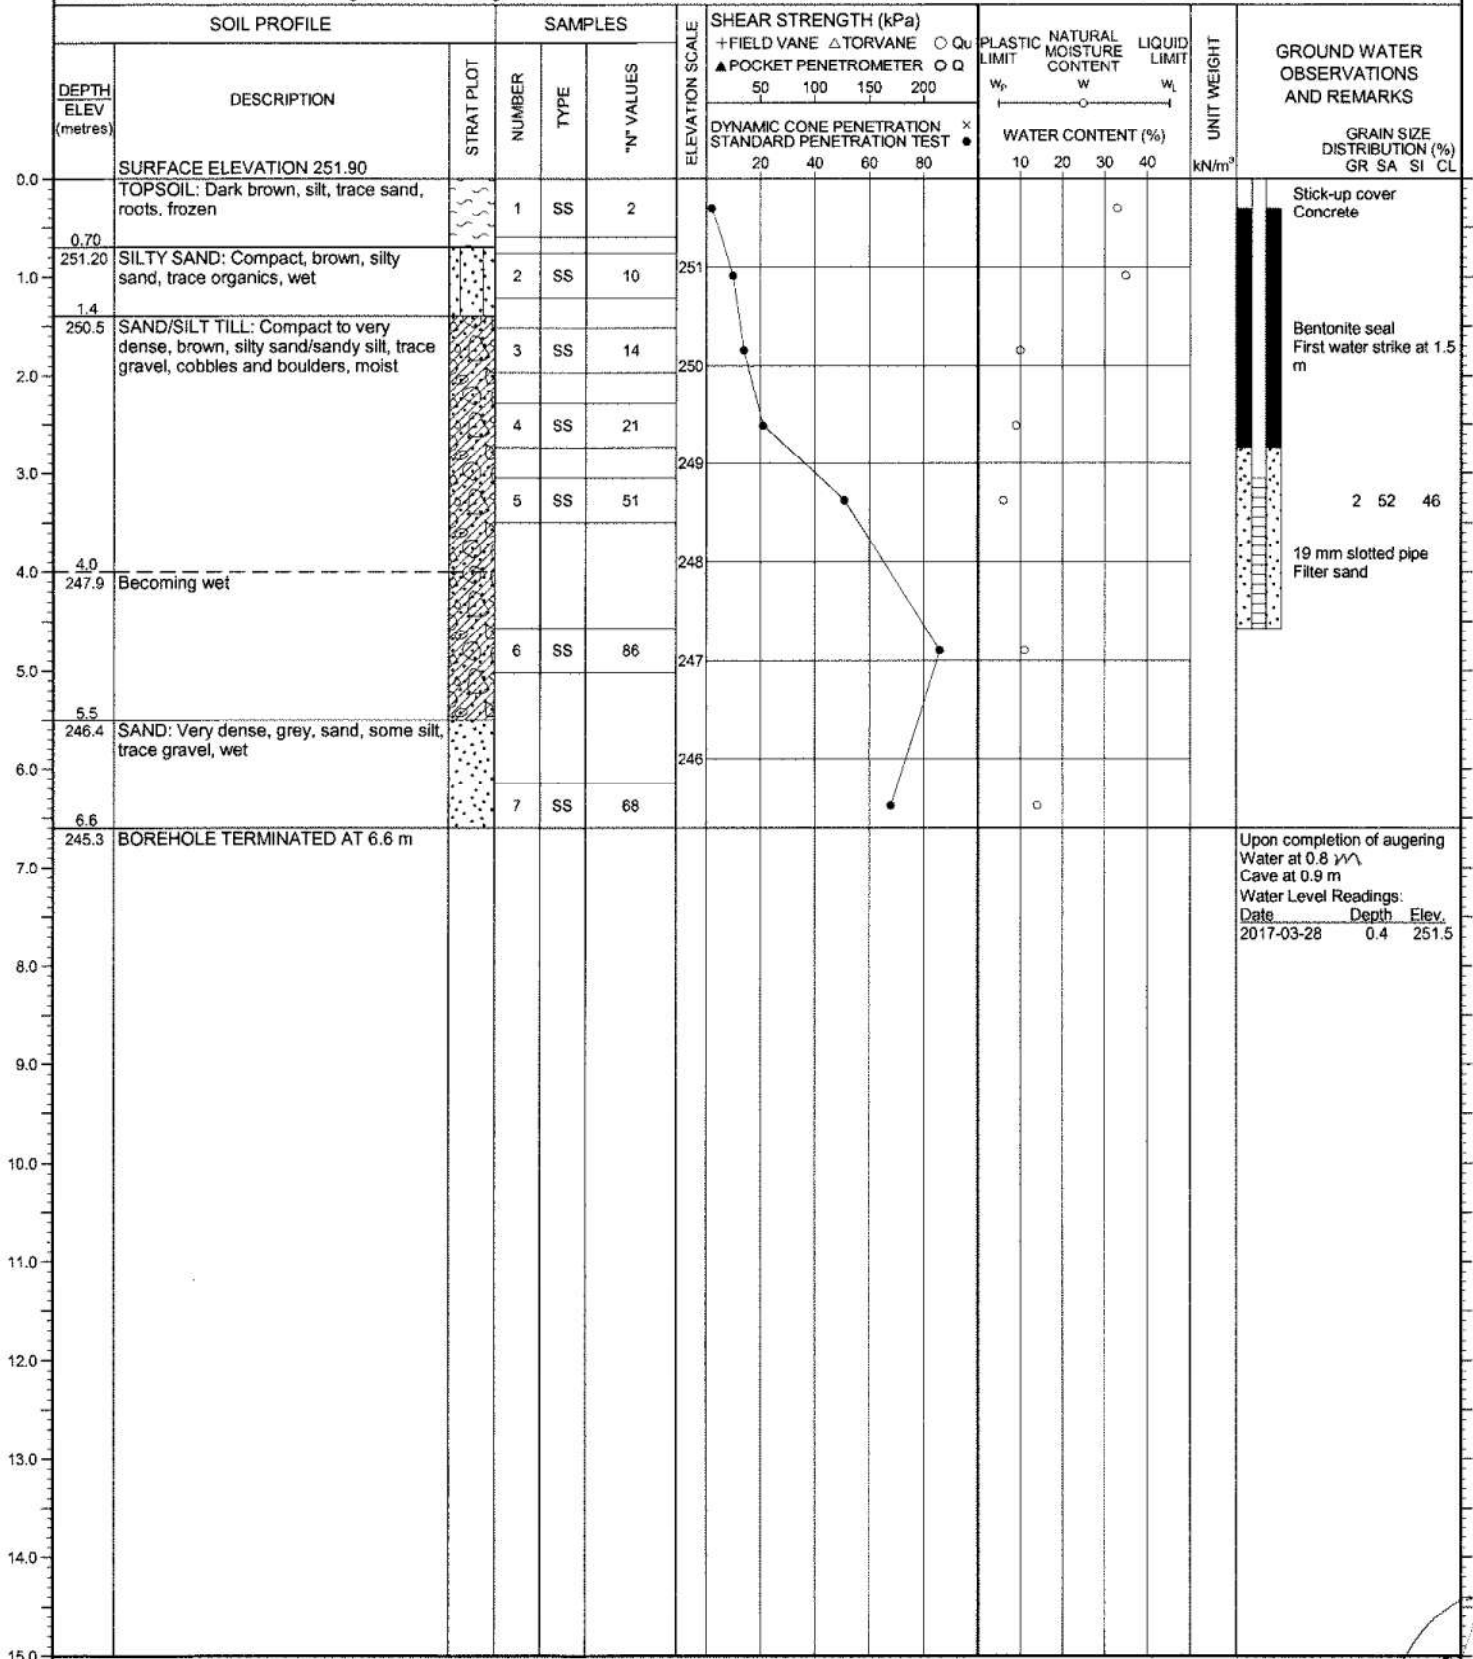 SOIL PROFILE
SAMPLES
DEPTH
ELEV
(metres)
DESCRIPTION
STRAT PLOT
NUMBER
TYPE
"N" VALUES
ELEVATION SCALE
SHEAR STRENGTH (kPa)
+FIELD VANE △TORVANE ○ Qu
▲POCKET PENETROMETER O Q
50 100 150 200
DYNAMIC CONE PENETRATION ×
STANDARD PENETRATION TEST ●
20 40 60 80
PLASTIC LIMIT
NATURAL MOISTURE CONTENT
LIQUID LIMIT
WP W WL
WATER CONTENT (%)
10 20 30 40
UNIT WEIGHT
kN/m³
GROUND WATER
OBSERVATIONS
AND REMARKS
GRAIN SIZE
DISTRIBUTION (%)
GR SA SI CL
SURFACE ELEVATION 251.90
0.0
TOPSOIL: Dark brown, silt, trace sand,
roots. frozen
1 SS 2
Stick-up cover
Concrete
0.70
251.20
SILTY SAND: Compact, brown, silty
sand, trace organics, wet
1.0
2 SS 10
251
1.4
250.5
SAND/SILT TILL: Compact to very
dense, brown, silty sand/sandy silt, trace
gravel, cobbles and boulders, moist
3 SS 14
Bentonite seal
First water strike at 1.5
m
2.0
250
4 SS 21
3.0
249
5 SS 51
2 52 46
4.0
4.0
247.9
Becoming wet
248
19 mm slotted pipe
Filter sand
6 SS 86
5.0
247
5.5
246.4
SAND: Very dense, grey, sand, some silt,
trace gravel, wet
6.0
246
7 SS 68
6.6
245.3
BOREHOLE TERMINATED AT 6.6 m
Upon completion of augering
Water at 0.8 m
Cave at 0.9 m
Water Level Readings:
Date Depth Elev.
2017-03-28 0.4 251.5
7.0
8.0
9.0
10.0
11.0
12.0
13.0
14.0
15.0